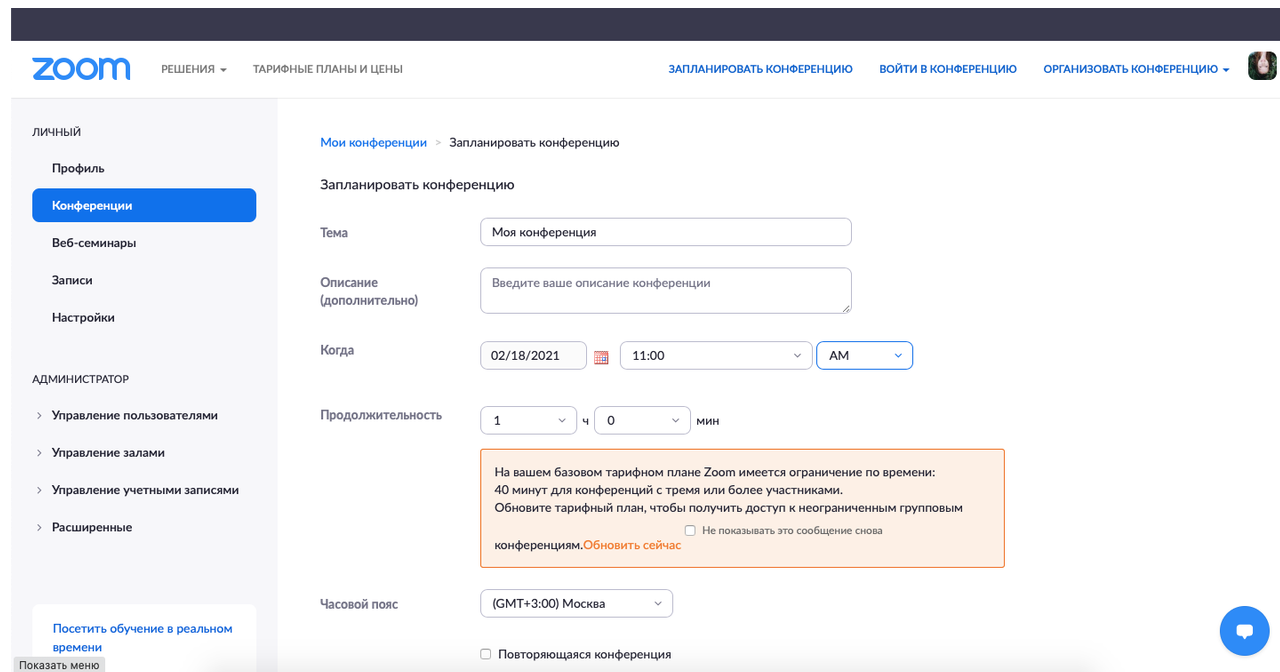 zoom
РЕШЕНИЯ
ТАРИФНЫЕ ПЛАНЫ И ЦЕНЫ
ЗАПЛАНИРОВАТЬ КОНФЕРЕНЦИЮ
ВОЙТИ В КОНФЕРЕНЦИЮ
ОРГАНИЗОВАТЬ КОНФЕРЕНЦИЮ
ЛИЧНЫЙ
Профиль
Конференции
Веб-семинары
Записи
Настройки
АДМИНИСТРАТОР
Управление пользователями
Управление залами
Управление учетными записями
Расширенные
Посетить обучение в реальном
времени
Показать меню
Мои конференции > Запланировать конференцию
Запланировать конференцию
Тема
Моя конференция
Описание
(дополнительно)
Введите ваше описание конференции
Когда
02/18/2021
11:00
AM
Продолжительность
1 ч 0 мин
На вашем базовом тарифном плане Zoom имеется ограничение по времени:
40 минут для конференций с тремя или более участниками.
Обновите тарифный план, чтобы получить доступ к неограниченным групповым
Не показывать это сообщение снова
конференциям.Обновить сейчас
Часовой пояс
(GMT+3:00) Москва
Повторяющаяся конференция